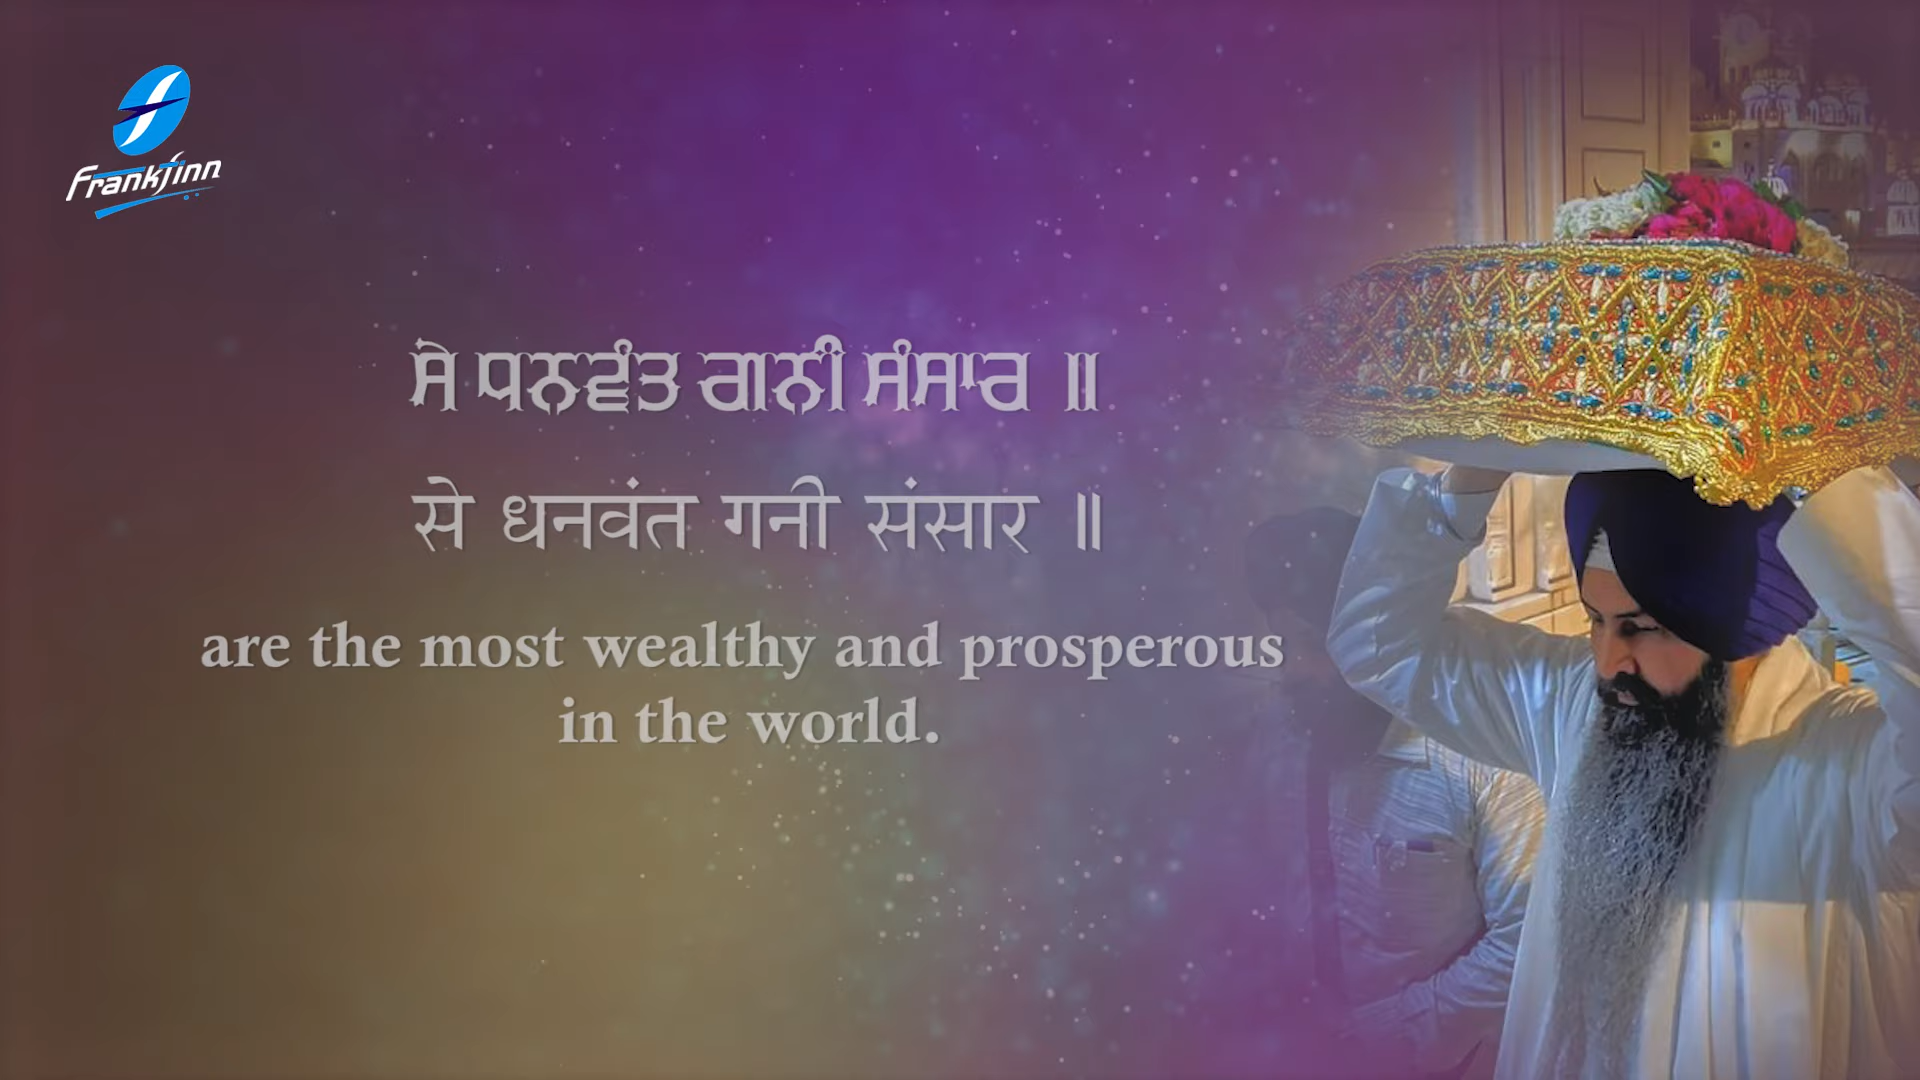 Frankfinn
ਸੇ ਧਨਵੰਤ ਗਨੀ ਸੰਸਾਰ ॥
से धनवंत गनी संसार ॥
are the most wealthy and prosperous
in the world.